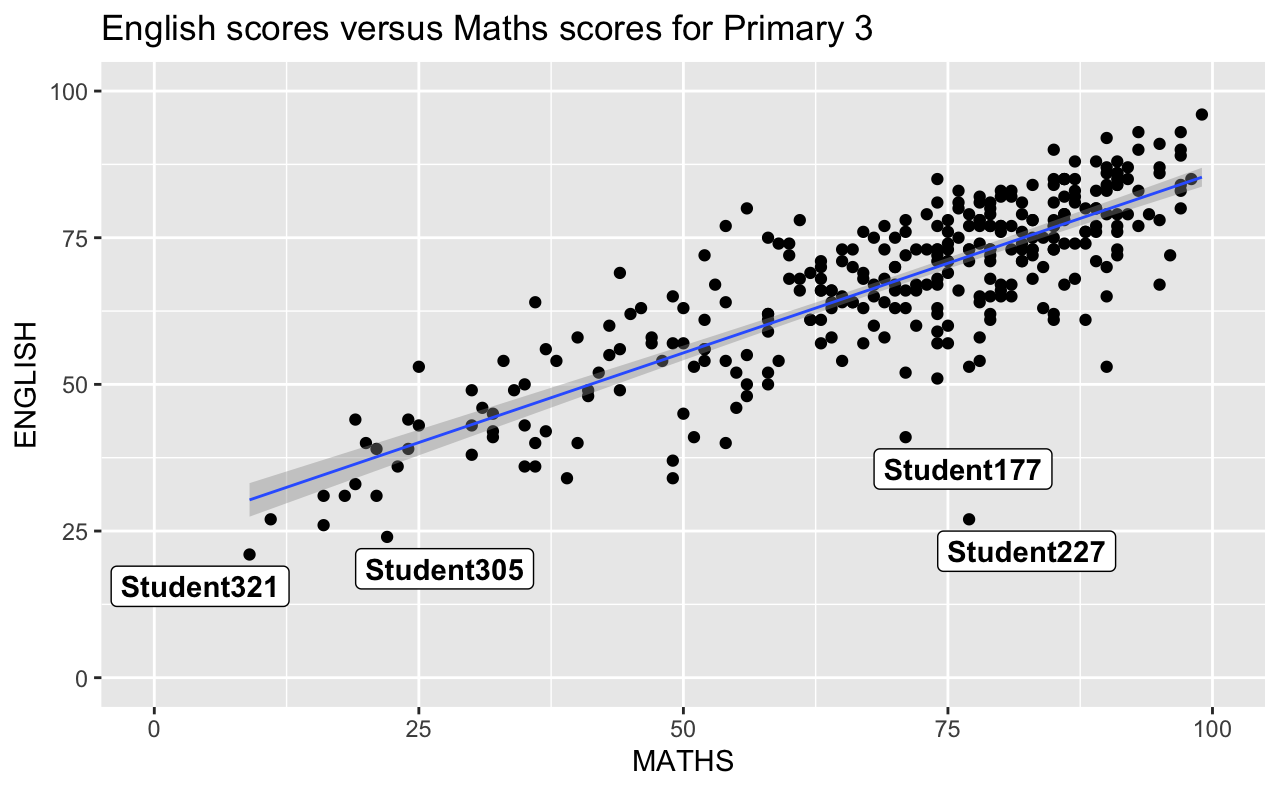 English scores versus Maths scores for Primary 3
ENGLISH
100
75
50
25
0
Student177
Student227
Student305
Student321
0 25 50 75 100
MATHS